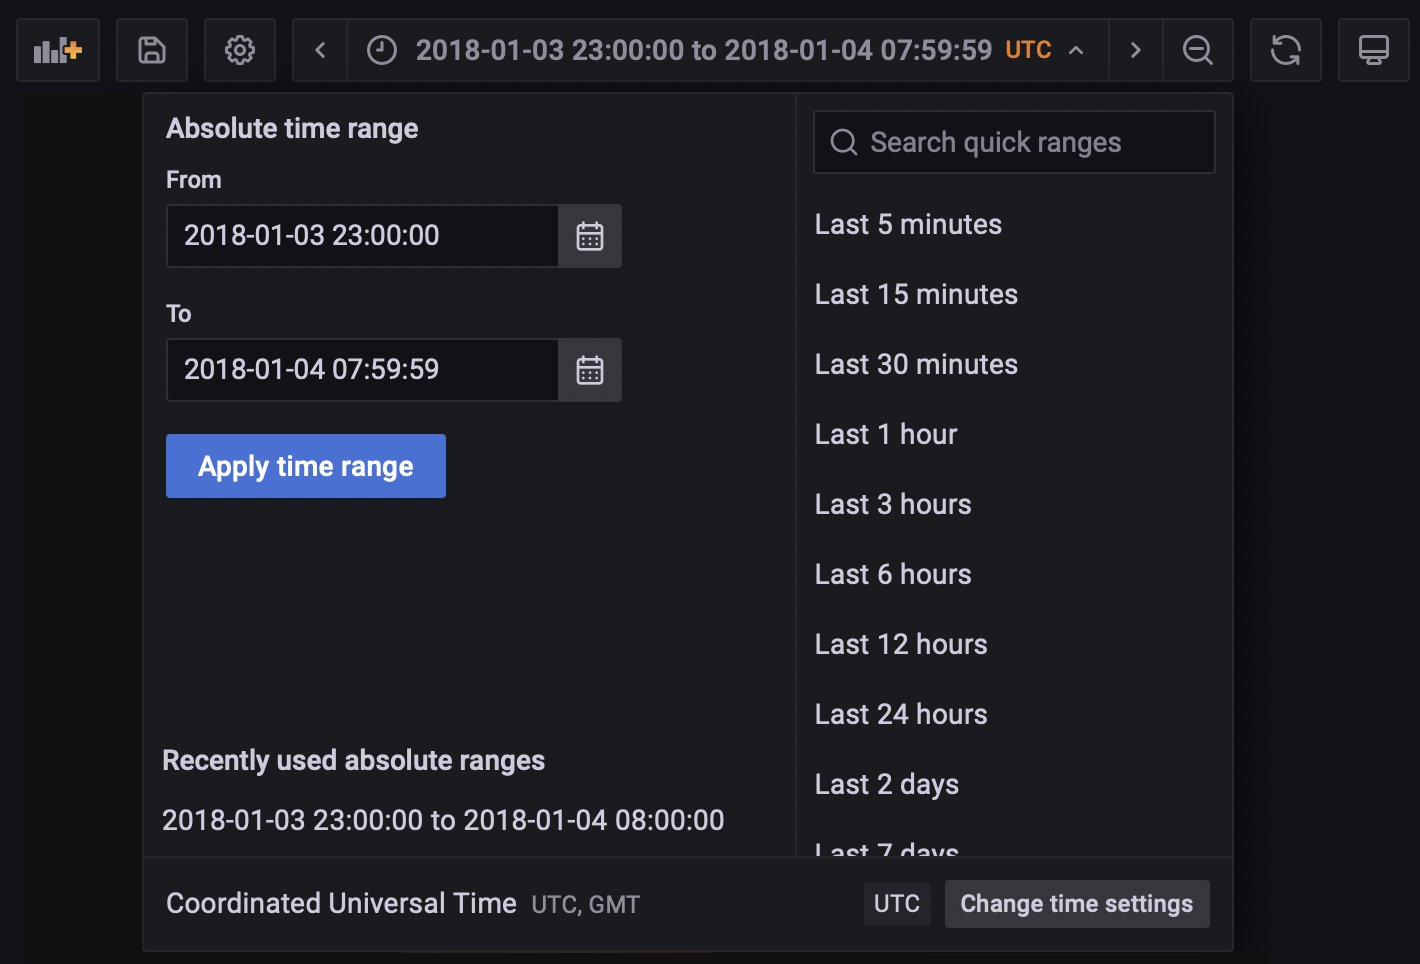 2018-01-03 23:00:00 to 2018-01-04 07:59:59 UTC
Absolute time range
From
2018-01-03 23:00:00
To
2018-01-04 07:59:59
Apply time range
Recently used absolute ranges
2018-01-03 23:00:00 to 2018-01-04 08:00:00
Search quick ranges
Last 5 minutes
Last 15 minutes
Last 30 minutes
Last 1 hour
Last 3 hours
Last 6 hours
Last 12 hours
Last 24 hours
Last 2 days
Last 7 days
Coordinated Universal Time UTC, GMT
UTC
Change time settings